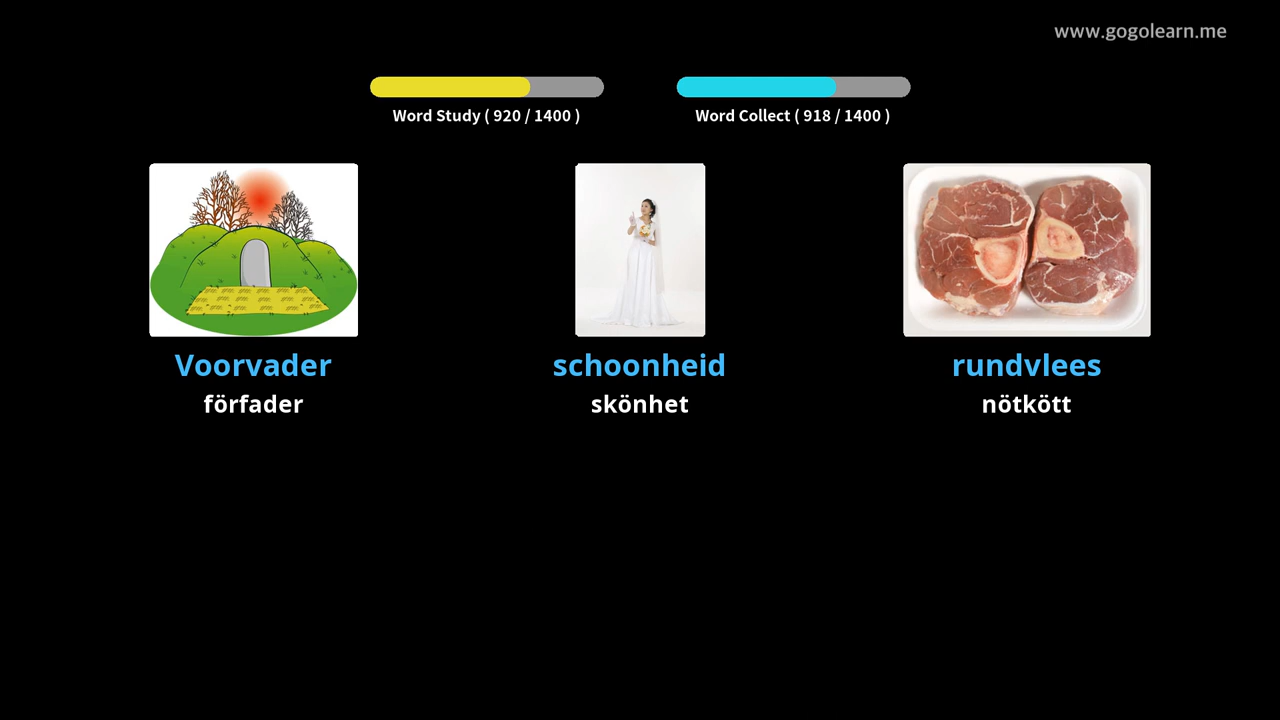 www.gogolearn.me
Word Study ( 920 / 1400 )
Word Collect ( 918 / 1400 )
Voorvader
schoonheid
rundvlees
förfader
skönhet
nötkött